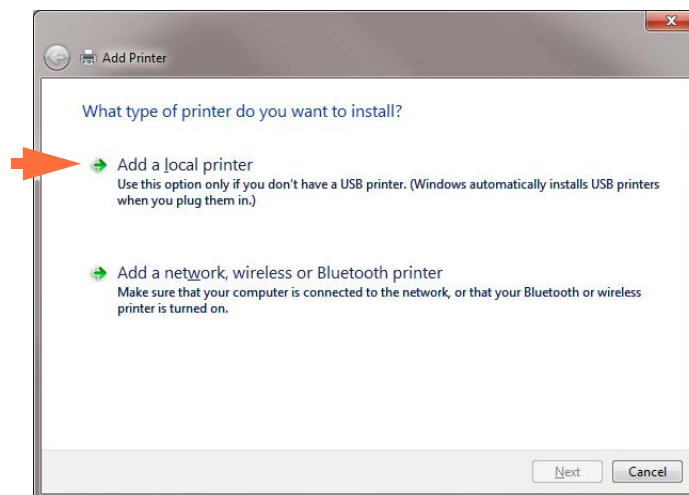 Add Printer
What type of printer do you want to install?
Add a local printer
Use this option only if you don't have a USB printer. (Windows automatically installs USB printers
when you plug them in.)
Add a network, wireless or Bluetooth printer
Make sure that your computer is connected to the network, or that your Bluetooth or wireless
printer is turned on.
Next Cancel